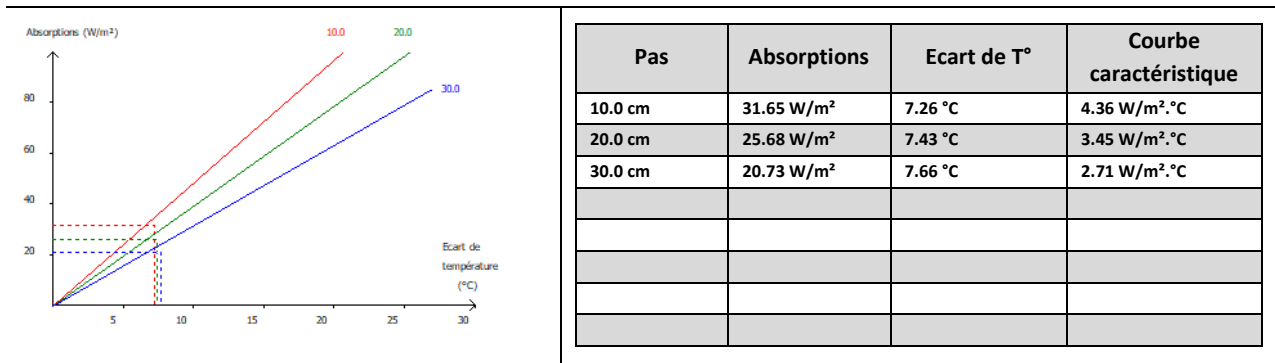 Absorptions (W/m²)
10.0
20.0
30.0
80
60
40
20
Ecart de
température
(°C)
5 10 15 20 25 30
Pas Absorptions Ecart de T° Courbe
caractéristique
10.0 cm 31.65 W/m² 7.26 °C 4.36 W/m².°C
20.0 cm 25.68 W/m² 7.43 °C 3.45 W/m².°C
30.0 cm 20.73 W/m² 7.66 °C 2.71 W/m².°C